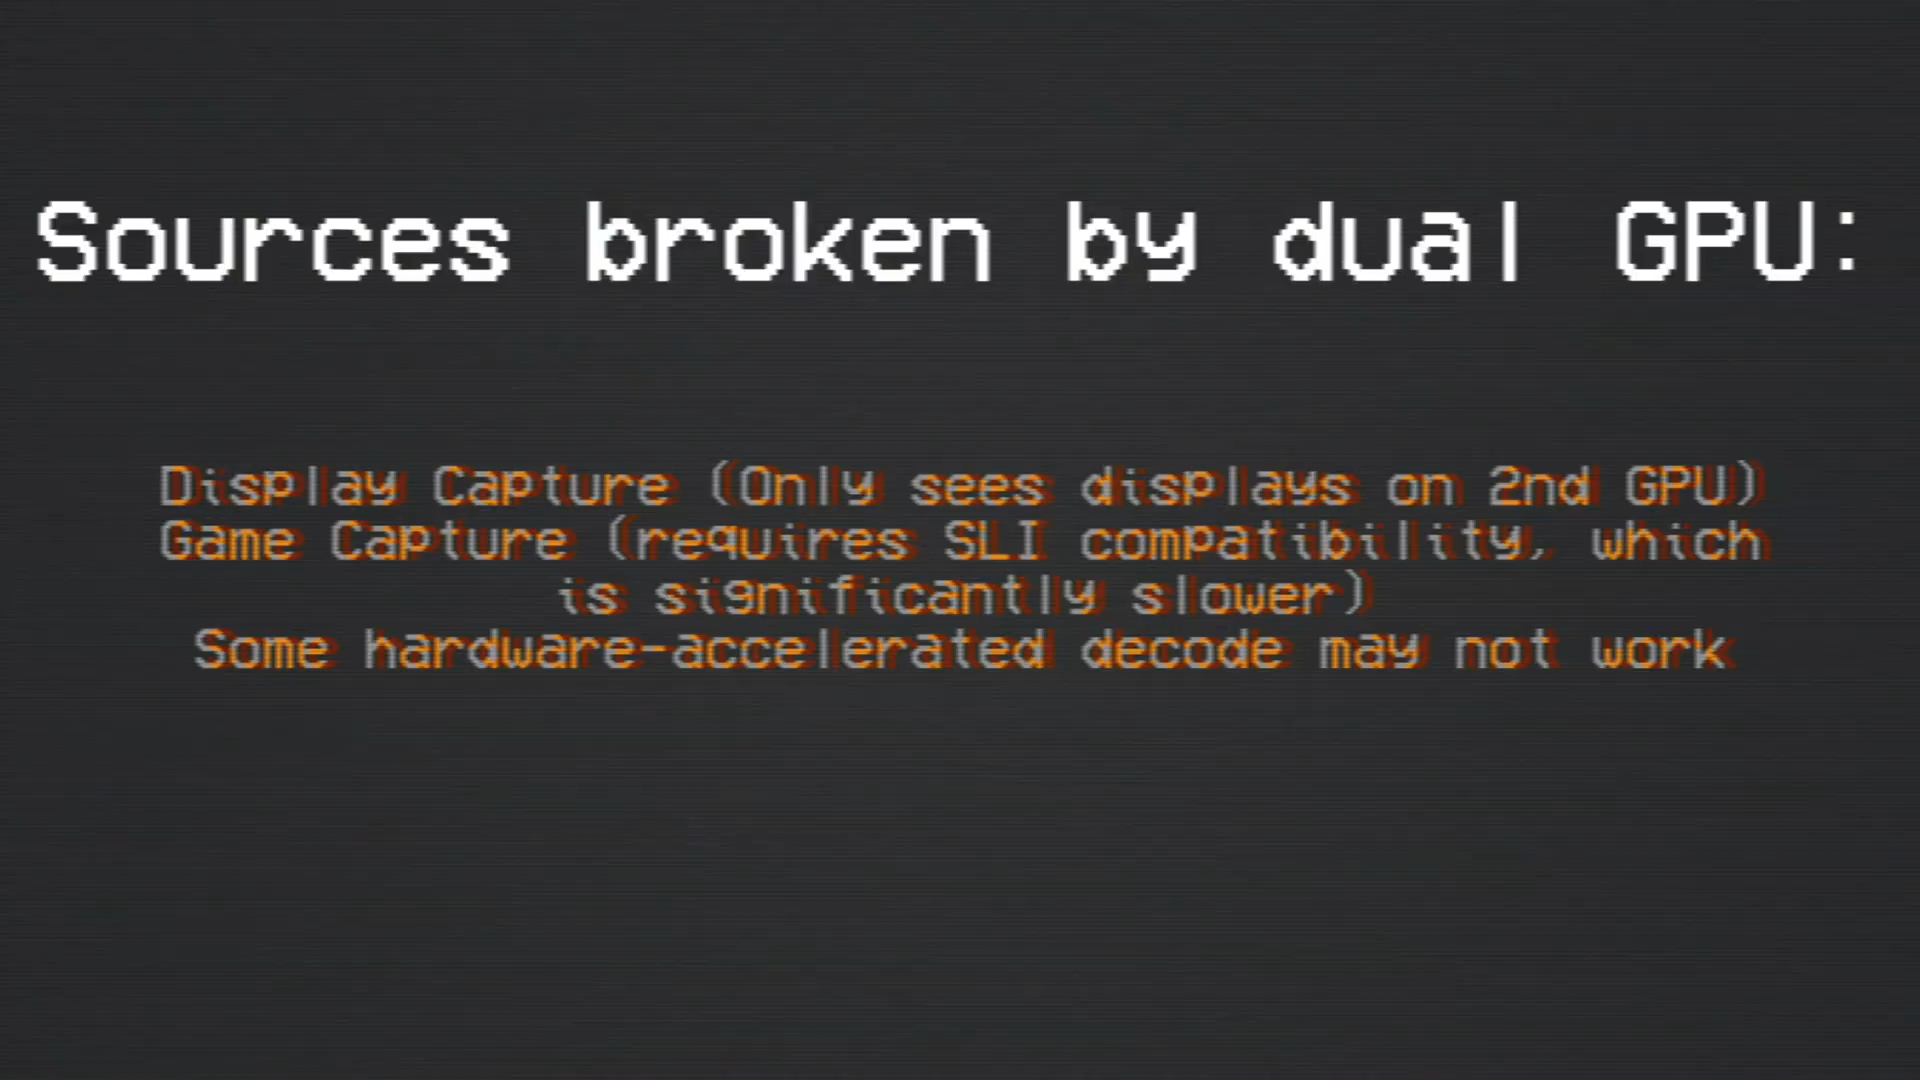 Sources broken by dual GPU:
Display Capture (Only sees displays on 2nd GPU)
Game Capture (requires SLI compatibility, which
is significantly slower)
Some hardware-accelerated decode may not work